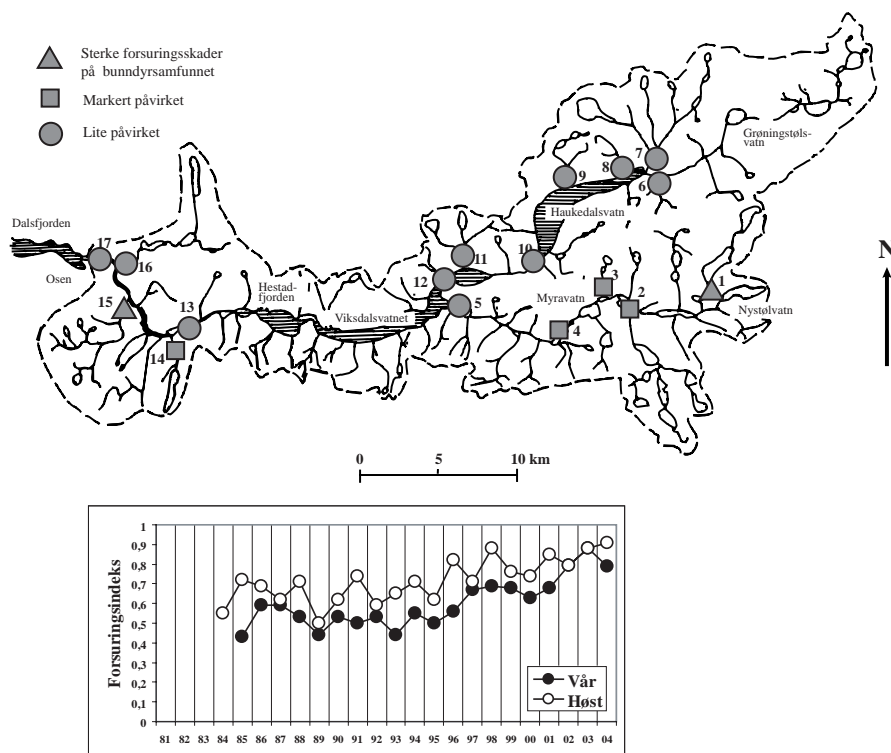 Sterke forsuringsskader
på bunndyrsamfunnet
Markert påvirket
Lite påvirket
Grøningstøls-
vatn
7
8
9
6
Haukedalsvatn
Dalsfjorden
17
16
Osen
10
11
N
12
3
1
Hestad-
fjorden
13
15
5
Myravatn
2
Nystølvatn
Viksdalsvatnet
4
14
0 5 10 km
Forsuringsindeks
1
0,9
0,8
0,7
0,6
0,5
0,4
0,3
0,2
0,1
0
Vår
Høst
81 82 83 84 85 86 87 88 89 90 91 92 93 94 95 96 97 98 99 00 01 02 03 04